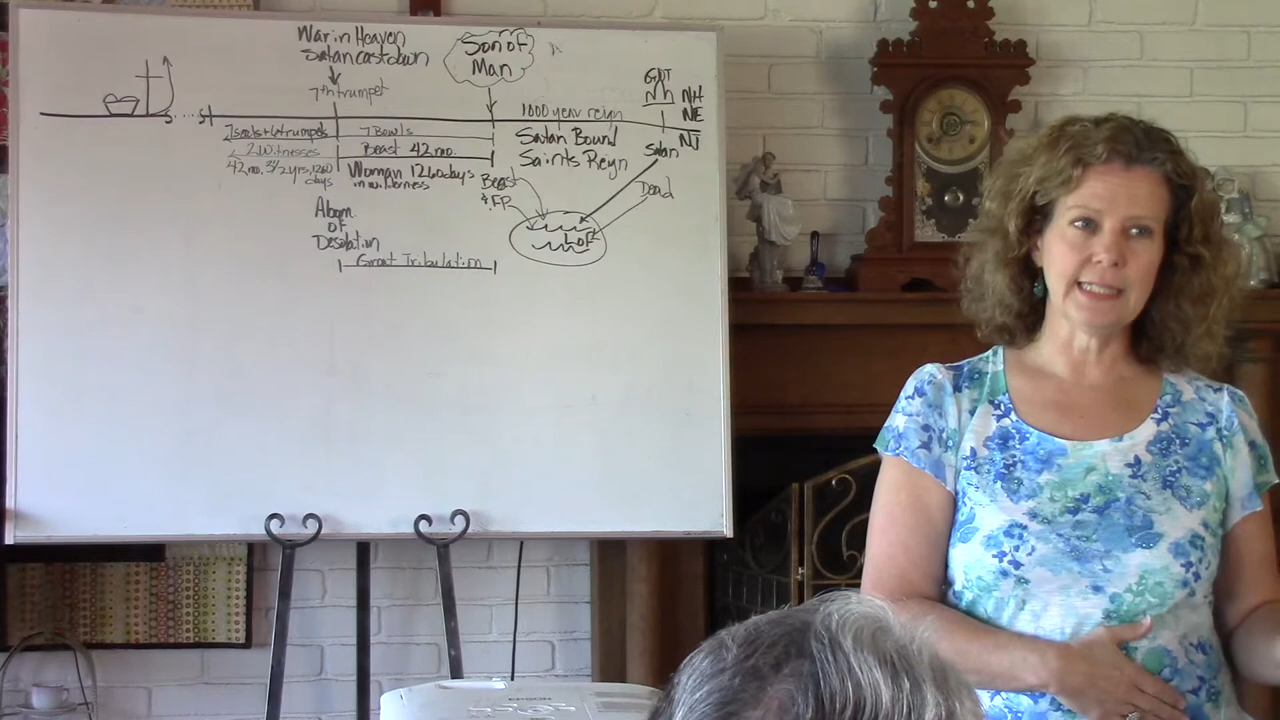 War in Heaven
Satan cast down
7th trumpet
Son of
Man
GWT
NH
NE
NJ
1000 year reign
7 seals + 6 trumpets
7 Bowls
Satan Bound
2 Witnesses
Beast 42 mo.
Saints Reign
Satan
42 mo, 3 1/2 yrs, 1260
days
Woman 1260 days
in wilderness
Beast
& FP
Dead
Abom
of
Desolation
L of F
Great Tribulation
EPSON